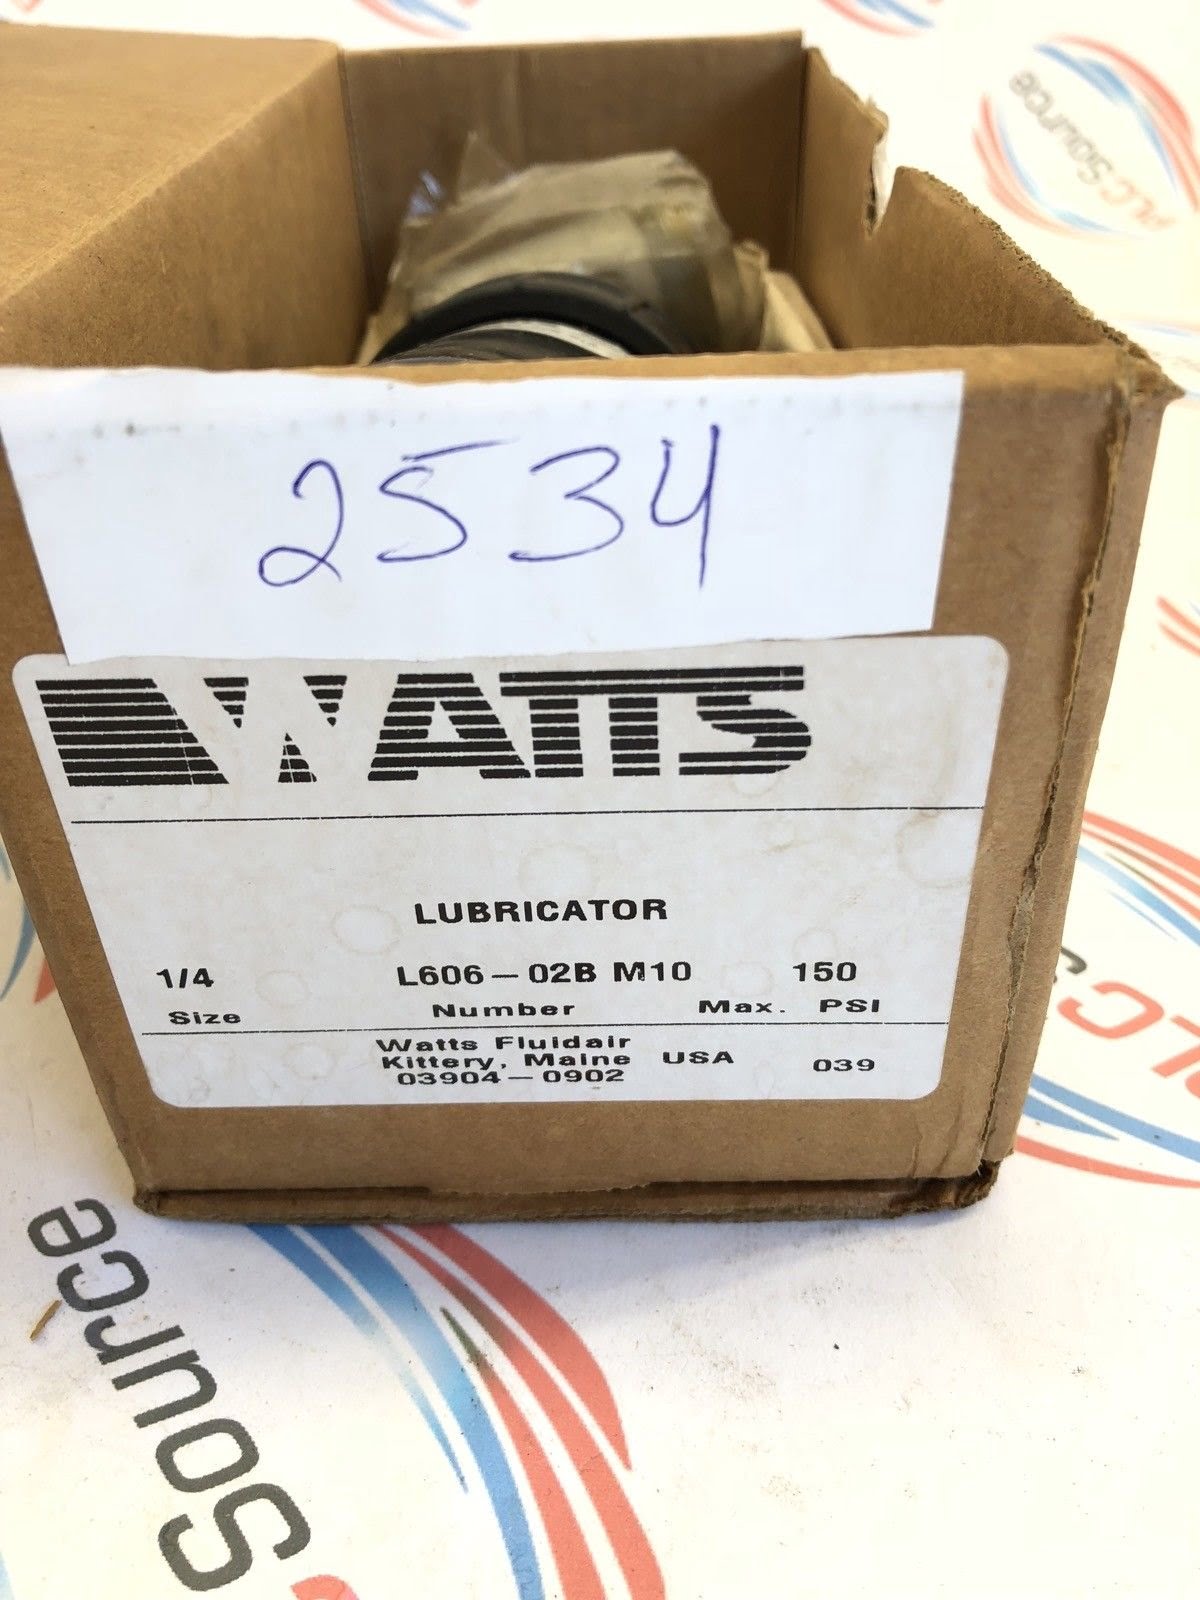 PLC Source
2534
WATTS
LUBRICATOR
1/4 L606-02B M10 150
Size Number Max. PSI
Watts Fluidair
Kittery, Maine USA 039
03904-0902
PLC
Source